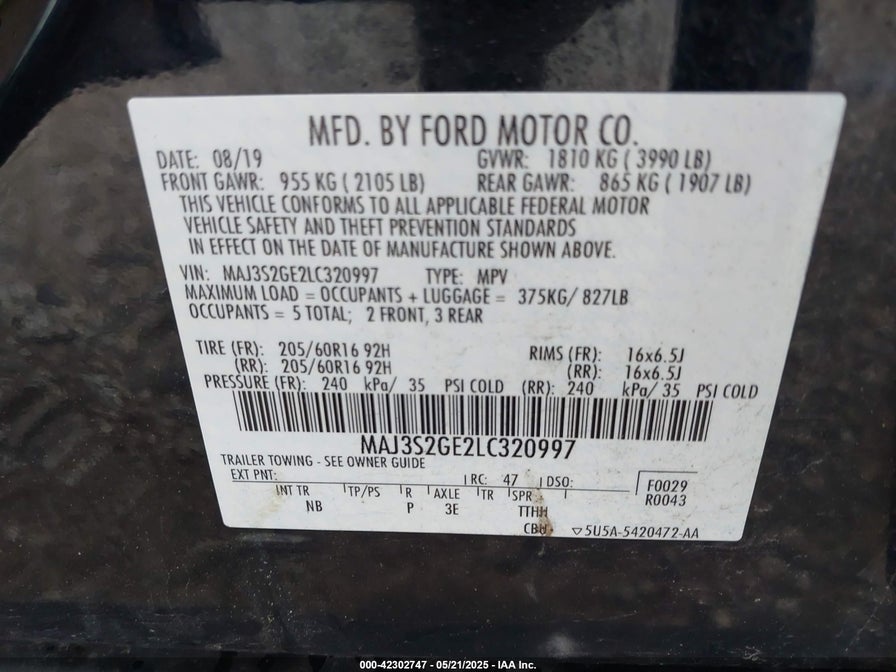 MFD. BY FORD MOTOR CO.
DATE: 08/19 GVWR: 1810 KG ( 3990 LB)
FRONT GAWR: 955 KG ( 2105 LB) REAR GAWR: 865 KG ( 1907 LB)
THIS VEHICLE CONFORMS TO ALL APPLICABLE FEDERAL MOTOR
VEHICLE SAFETY AND THEFT PREVENTION STANDARDS
IN EFFECT ON THE DATE OF MANUFACTURE SHOWN ABOVE.
VIN: MAJ3S2GE2LC320997 TYPE: MPV
MAXIMUM LOAD = OCCUPANTS + LUGGAGE = 375KG/ 827LB
OCCUPANTS = 5 TOTAL; 2 FRONT, 3 REAR
TIRE (FR): 205/60R16 92H RIMS (FR): 16x6.5J
(RR): 205/60R16 92H (RR): 16x6.5J
PRESSURE (FR): 240 kPa/ 35 PSI COLD (RR): 240 kPa/ 35 PSI COLD
MAJ3S2GE2LC320997
TRAILER TOWING - SEE OWNER GUIDE
EXT PNT: RC: 47 DSO: F0029
R0043
INT TR TP/PS R AXLE TR SPR
NB P 3E TTHH
CBU 5U5A-5420472-AA
000-42302747 - 05/21/2025 - IAA Inc.